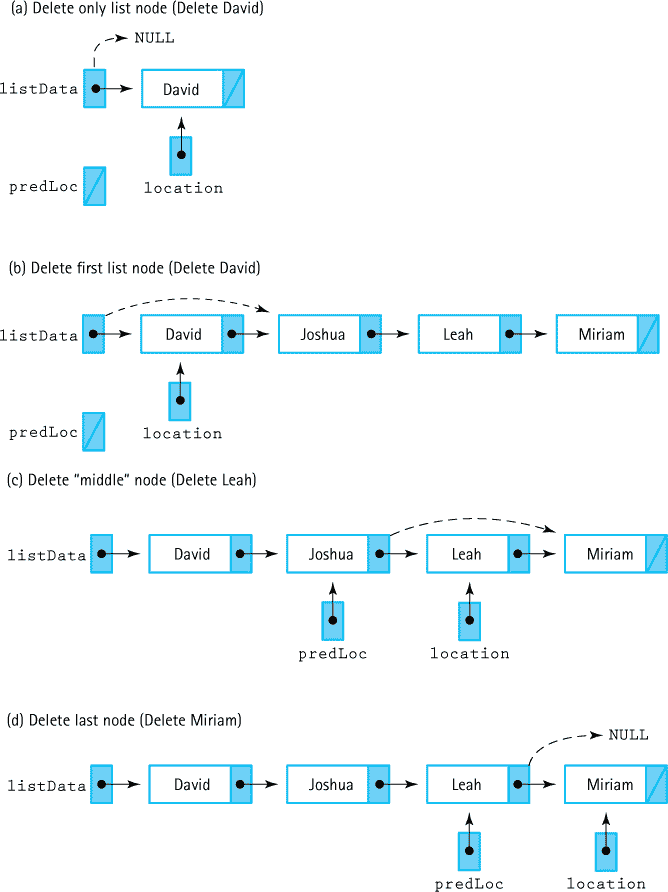 (a) Delete only list node (Delete David)
NULL
listData David
predLoc location
(b) Delete first list node (Delete David)
listData David Joshua Leah Miriam
predLoc location
(c) Delete “middle” node (Delete Leah)
listData David Joshua Leah Miriam
predLoc location
(d) Delete last node (Delete Miriam)
NULL
listData David Joshua Leah Miriam
predLoc location